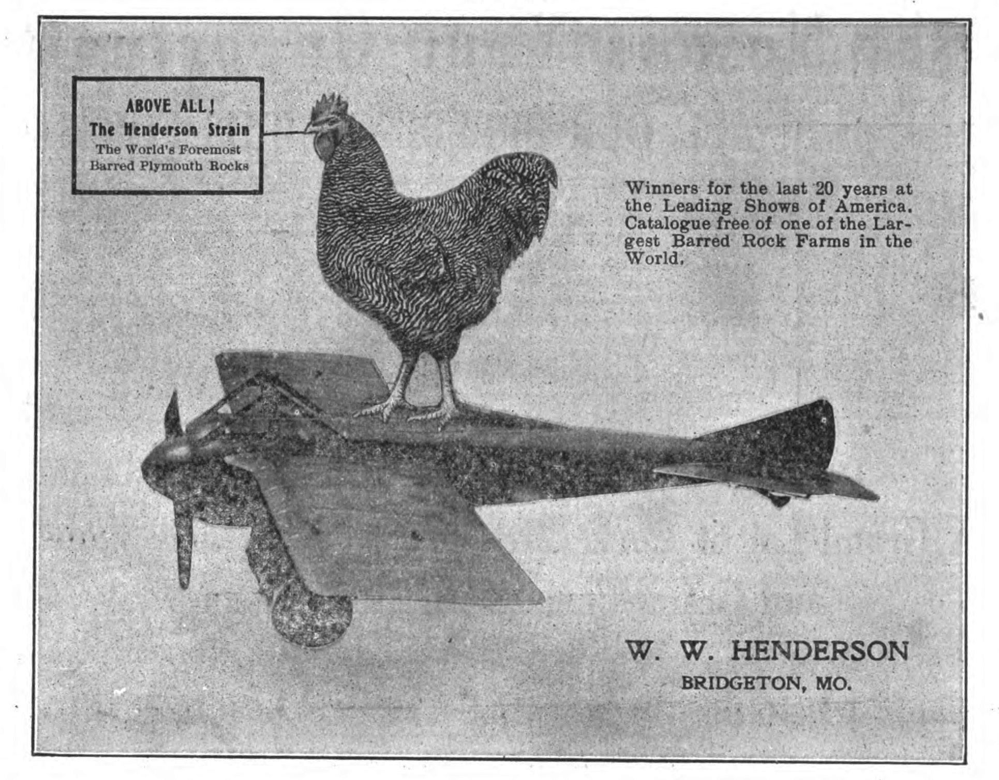 ABOVE ALL!
The Henderson Strain
The World's Foremost
Barred Plymouth Rocks
Winners for the last 20 years at
the Leading Shows of America.
Catalogue free of one of the Lar-
gest Barred Rock Farms in the
World.
W. W. HENDERSON
BRIDGETON, MO.